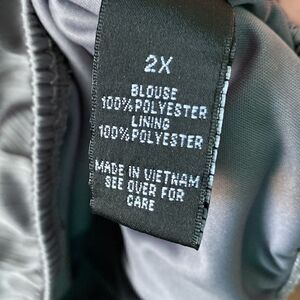 2X
BLOUSE
100% POLYESTER
LINING
100% POLYESTER
MADE IN VIETNAM
SEE OVER FOR
CARE